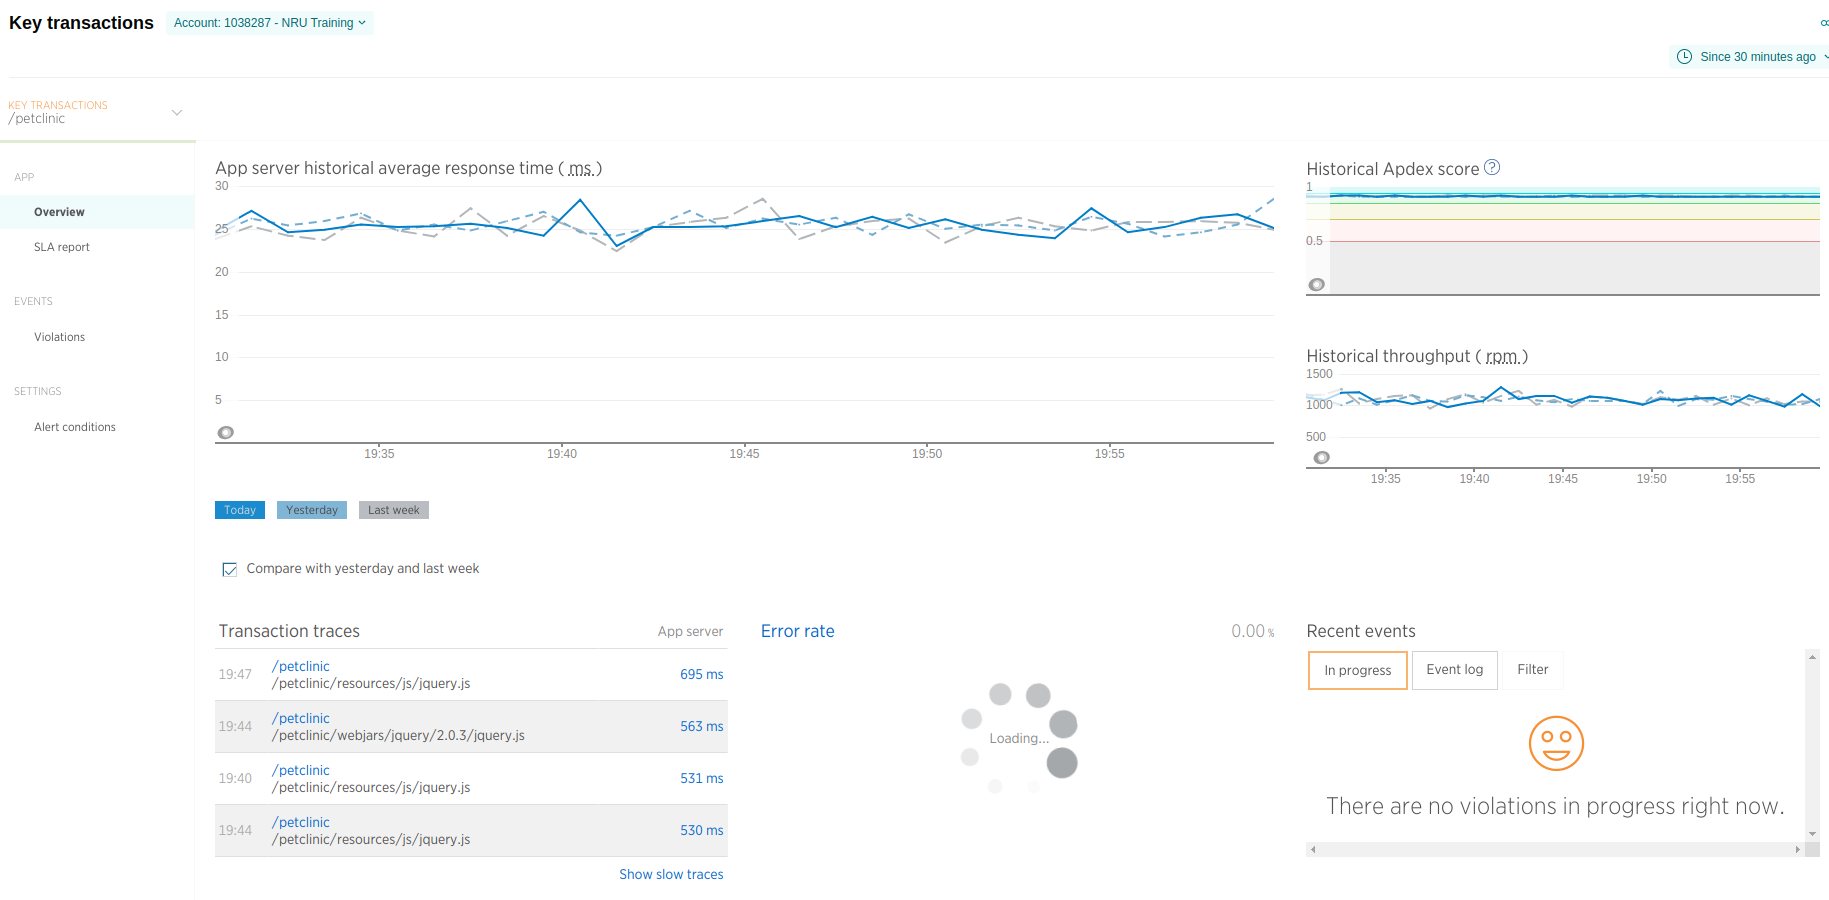 Key transactions
Account: 1038287 - NRU Training
Since 30 minutes ago
KEY TRANSACTIONS
/petclinic
APP
Overview
SLA report
EVENTS
Violations
SETTINGS
Alert conditions
App server historical average response time ( ms )
30
25
20
15
10
5
19:35
19:40
19:45
19:50
19:55
Today
Yesterday
Last week
Compare with yesterday and last week
Historical Apdex score ?
1
0.5
Historical throughput ( rpm )
1500
1000
500
19:35
19:40
19:45
19:50
19:55
Transaction traces
App server
19:47
/petclinic
/petclinic/resources/js/jquery.js
695 ms
19:44
/petclinic
/petclinic/webjars/jquery/2.0.3/jquery.js
563 ms
19:40
/petclinic
/petclinic/resources/js/jquery.js
531 ms
19:44
/petclinic
/petclinic/resources/js/jquery.js
530 ms
Show slow traces
Error rate
0.00 %
Loading...
Recent events
In progress
Event log
Filter
There are no violations in progress right now.